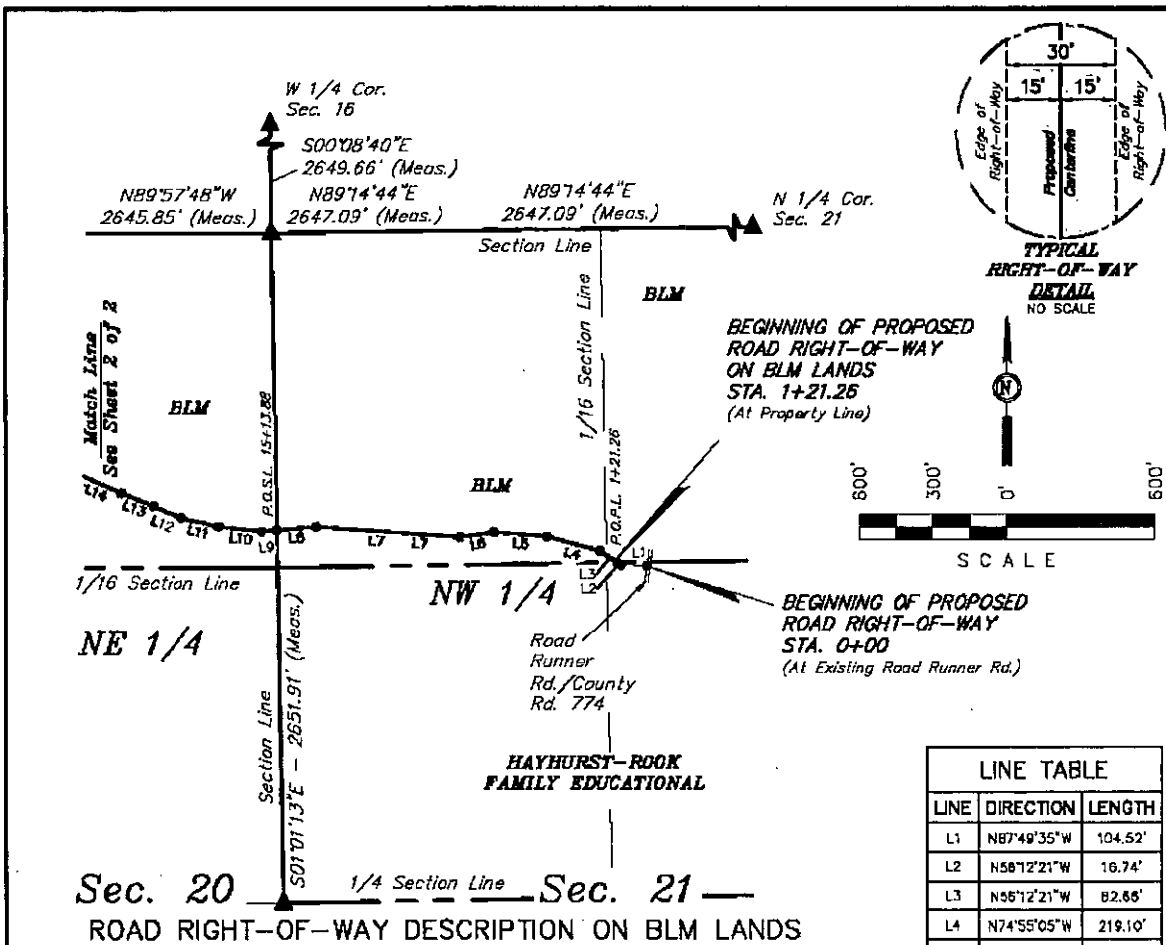 W 1/4 Cor.
Sec. 16
S00°08'40"E
2649.66' (Meas.)
N89°57'48"W
2645.85' (Meas.)
N89°14'44"E
2647.09' (Meas.)
N89°14'44"E
2647.09' (Meas.)
N 1/4 Cor.
Sec. 21
Section Line
30'
15'
15'
Edge of
Right-of-Way
Proposed
Centerline
Edge of
Right-of-Way
TYPICAL
RIGHT-OF-WAY
DETAIL
NO SCALE
N
Match Line
See Sheet 2 of 2
BLM
P.O.S.L. 15+13.88
1/16 Section Line
BLM
BLM
P.O.P.L. 1+21.26
BEGINNING OF PROPOSED
ROAD RIGHT-OF-WAY
ON BLM LANDS
STA. 1+21.26
(At Property Line)
600'
300'
0'
600'
SCALE
L14
L13
L12
L11
L10
L9
L8
L7
L7
L6
L5
L4
L3
L2
L1
1/16 Section Line
NW 1/4
NE 1/4
BEGINNING OF PROPOSED
ROAD RIGHT-OF-WAY
STA. 0+00
(At Existing Road Runner Rd.)
Road
Runner
Rd./County
Rd. 774
Section Line
S01°01'13"E - 2651.91' (Meas.)
HAYHURST-ROOK
FAMILY EDUCATIONAL
Sec. 20
1/4 Section Line
Sec. 21
ROAD RIGHT-OF-WAY DESCRIPTION ON BLM LANDS
LINE TABLE
LINE DIRECTION LENGTH
L1 N87°49'35"W 104.52'
L2 N56°12'21"W 16.74'
L3 N56°12'21"W 82.66'
L4 N74°55'05"W 219.10'